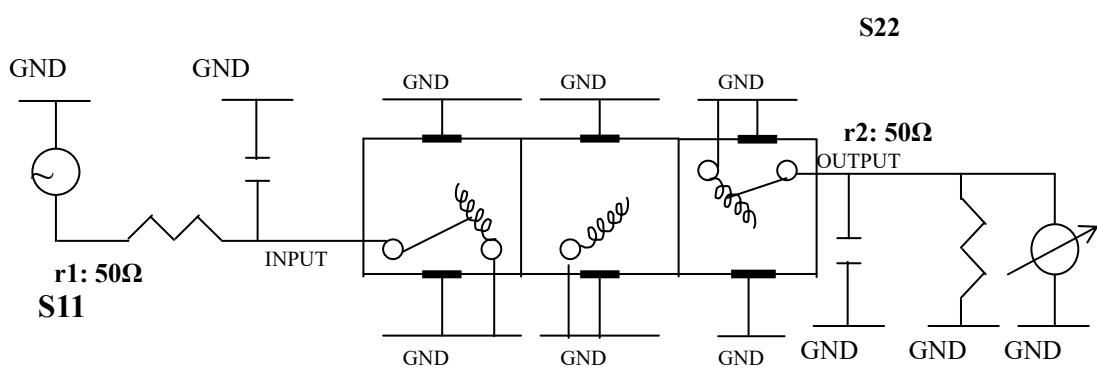 S22
GND
GND
GND
GND
GND
r2: 50Ω
OUTPUT
INPUT
r1: 50Ω
S11
GND
GND
GND
GND
GND
GND